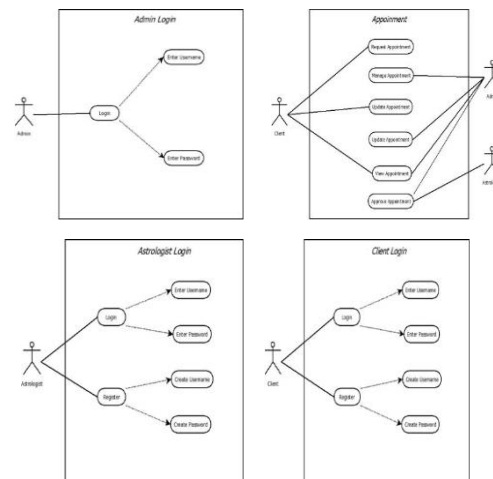 Admin Login
Enter Username
Login
Admin
Enter Password
Appoinment
Request Appointment
Manage Appointment
Update Appointment
Client
Update Appointment
View Appointment
Approve Appointment
Astrologist Login
Enter Username
Login
Enter Password
Astrologist
Create Username
Register
Create Password
Client Login
Enter Username
Login
Enter Password
Client
Create Username
Register
Create Password